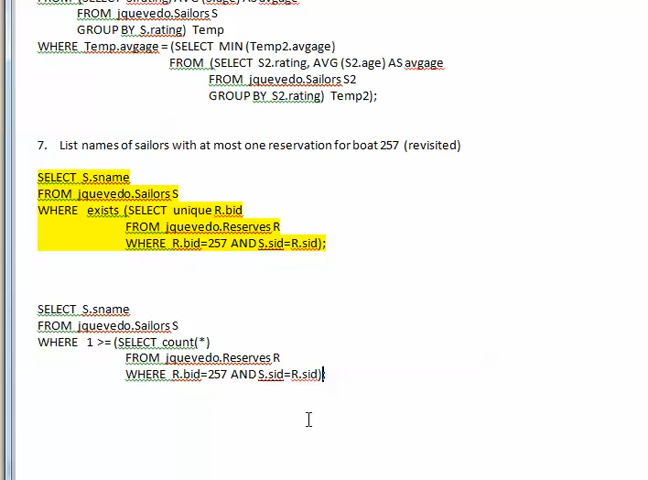 FROM jquevedo.Sailors S
GROUP BY S.rating) Temp
WHERE Temp.avgage = (SELECT MIN (Temp2.avgage)
FROM (SELECT S2.rating, AVG (S2.age) AS avgage
FROM jquevedo.Sailors S2
GROUP BY S2.rating) Temp2);
7. List names of sailors with at most one reservation for boat 257 (revisited)
SELECT S.sname
FROM jquevedo.Sailors S
WHERE exists (SELECT unique R.bid
FROM jquevedo.Reserves R
WHERE R.bid=257 AND S.sid=R.sid);
SELECT S.sname
FROM jquevedo.Sailors S
WHERE 1 >= (SELECT count(*)
FROM jquevedo.Reserves R
WHERE R.bid=257 AND S.sid=R.sid);